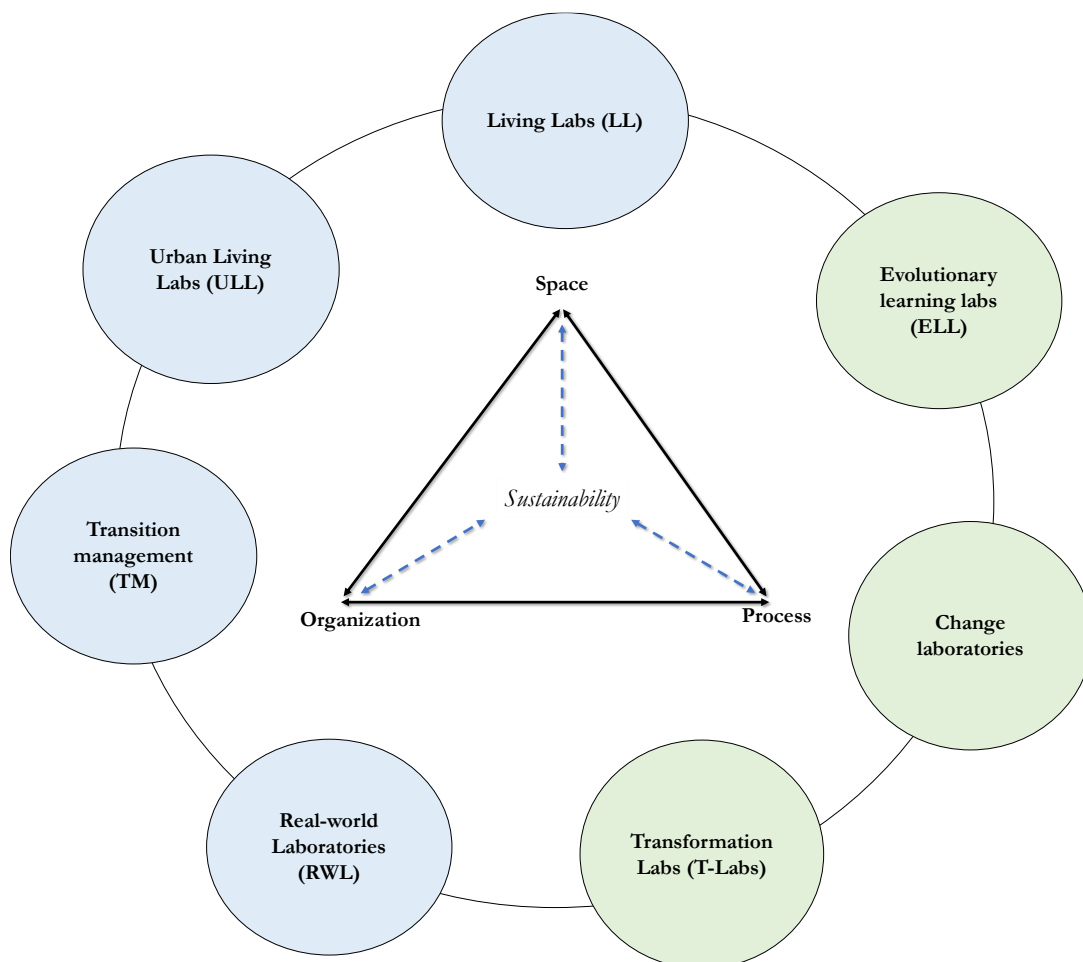 Living Labs (LL)
Urban Living
Labs (ULL)
Evolutionary
learning labs
(ELL)
Space
Sustainability
Transition
management
(TM)
Organization
Process
Change
laboratories
Real-world
Laboratories
(RWL)
Transformation
Labs (T-Labs)